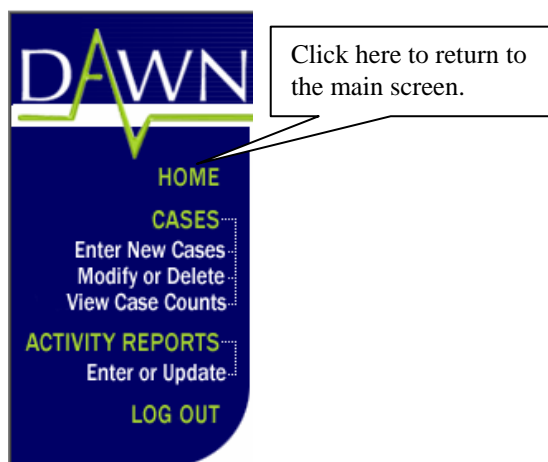 DAWN
Click here to return to
the main screen.
HOME
CASES
Enter New Cases
Modify or Delete
View Case Counts
ACTIVITY REPORTS
Enter or Update
LOG OUT